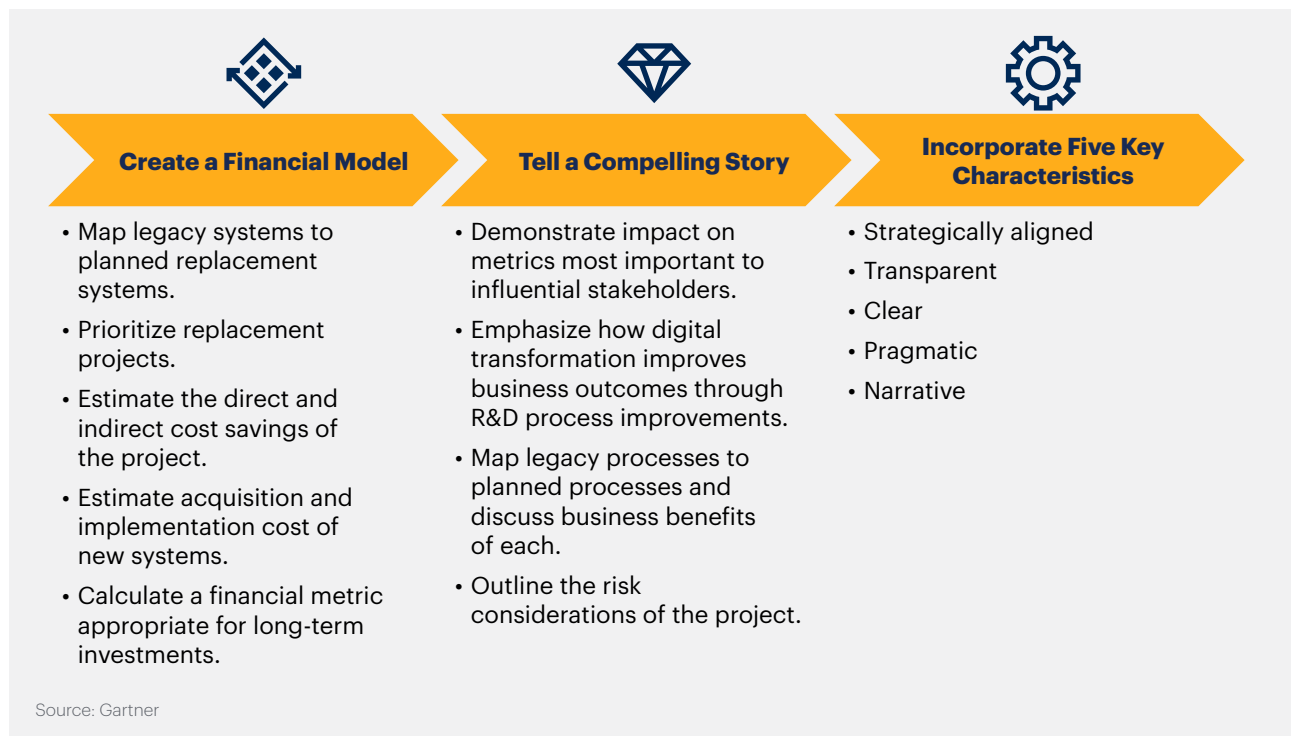 Create a Financial Model
• Map legacy systems to
planned replacement
systems.
• Prioritize replacement
projects.
• Estimate the direct and
indirect cost savings of
the project.
• Estimate acquisition and
implementation cost of
new systems.
• Calculate a financial metric
appropriate for long-term
investments.
Tell a Compelling Story
• Demonstrate impact on
metrics most important to
influential stakeholders.
• Emphasize how digital
transformation improves
business outcomes through
R&D process improvements.
• Map legacy processes to
planned processes and
discuss business benefits
of each.
• Outline the risk
considerations of the project.
Incorporate Five Key
Characteristics
• Strategically aligned
• Transparent
• Clear
• Pragmatic
• Narrative
Source: Gartner